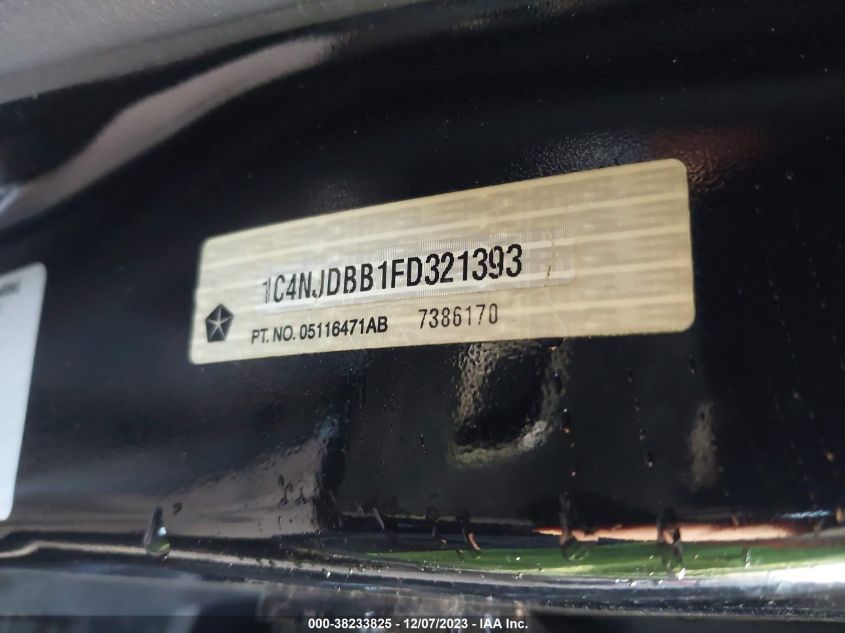 1C4NJDBB1FD321393
PT. NO. 05116471AB 7386170
000-38233825 - 12/07/2023 - IAA Inc.